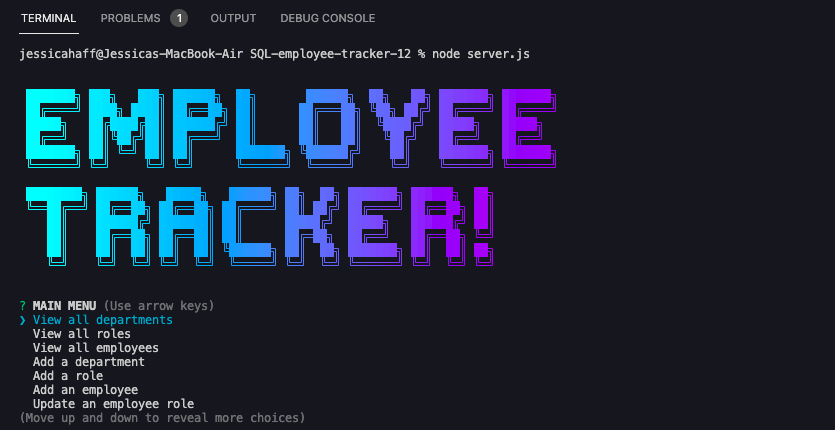 TERMINAL PROBLEMS 1 OUTPUT DEBUG CONSOLE
jessicahaff@Jessicas-MacBook-Air SQL-employee-tracker-12 % node server.js
EMPLOYEE
TRACKER!
? MAIN MENU (Use arrow keys)
❯ View all departments
View all roles
View all employees
Add a department
Add a role
Add an employee
Update an employee role
(Move up and down to reveal more choices)